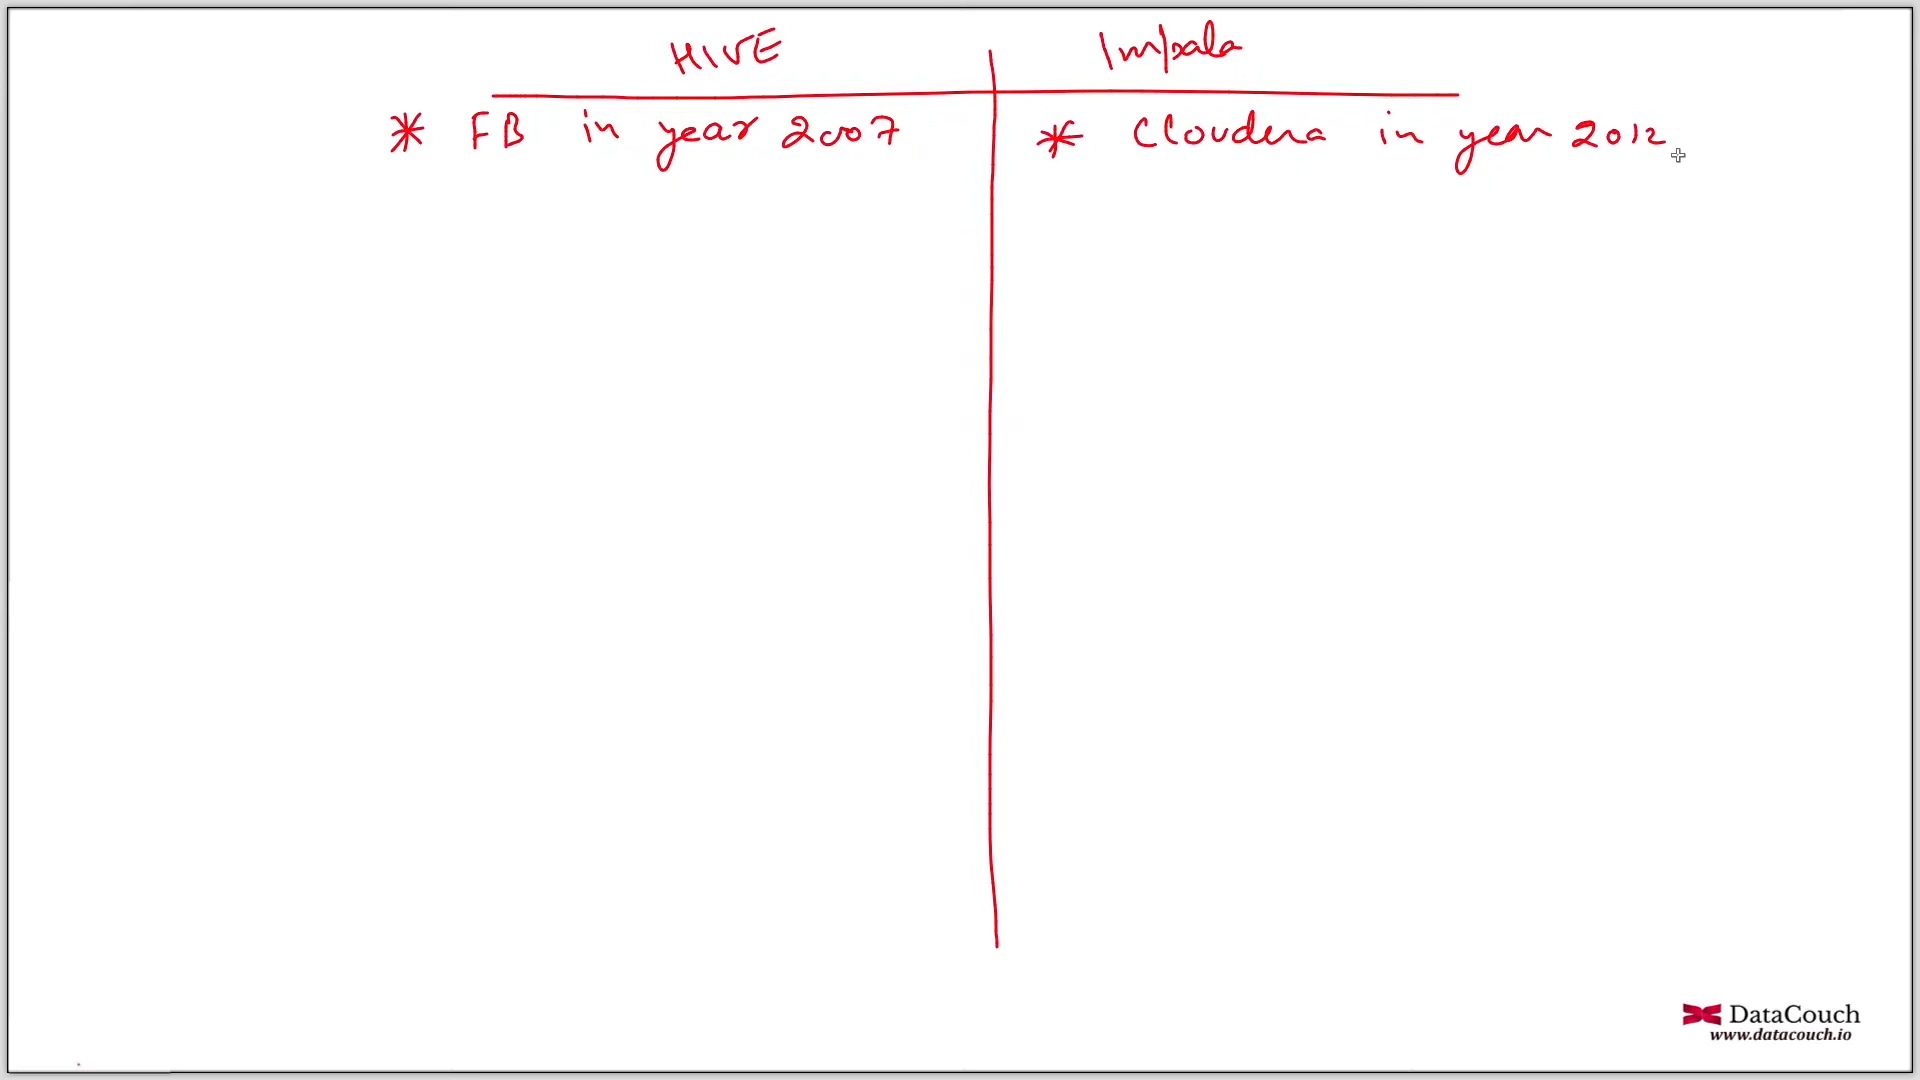 HIVE
Impala
* FB in year 2007
* Cloudera in year 2012
DataCouch
www.datacouch.io